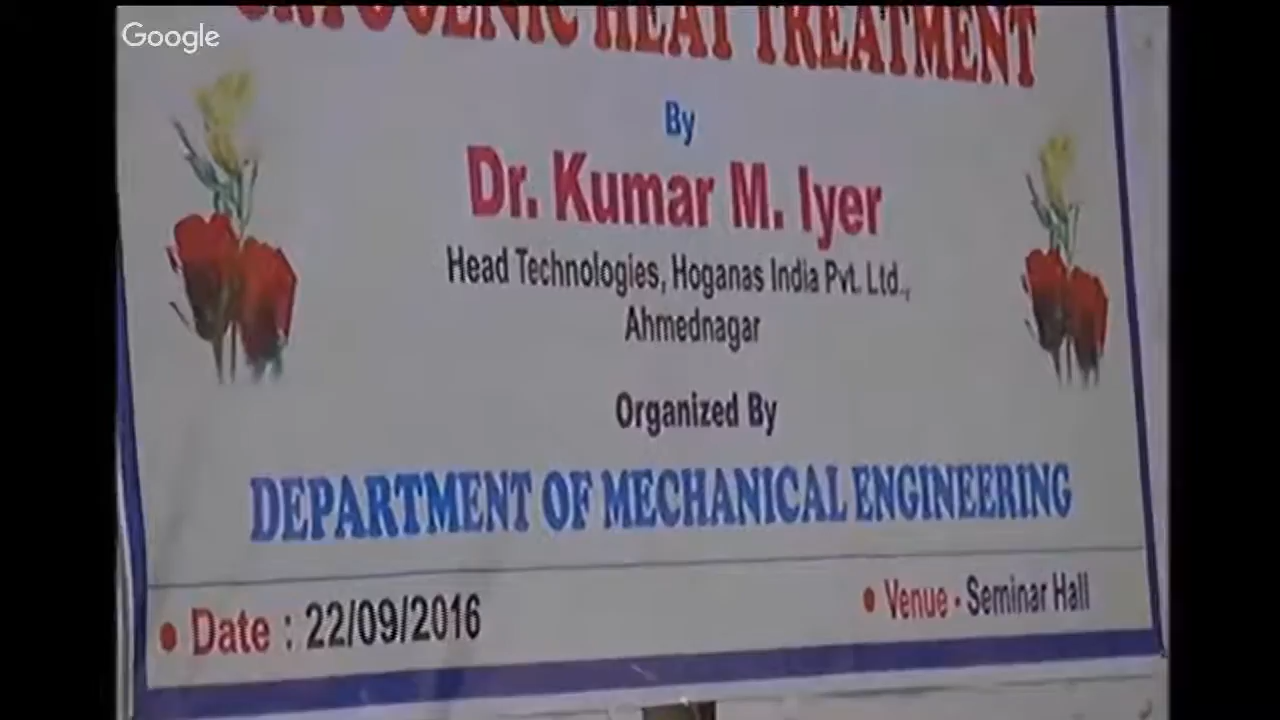 Google
CRYOGENIC HEAT TREATMENT
By
Dr. Kumar M. Iyer
Head Technologies, Hoganas India Pvt. Ltd.,
Ahmednagar
Organized By
DEPARTMENT OF MECHANICAL ENGINEERING
• Date : 22/09/2016
• Venue - Seminar Hall